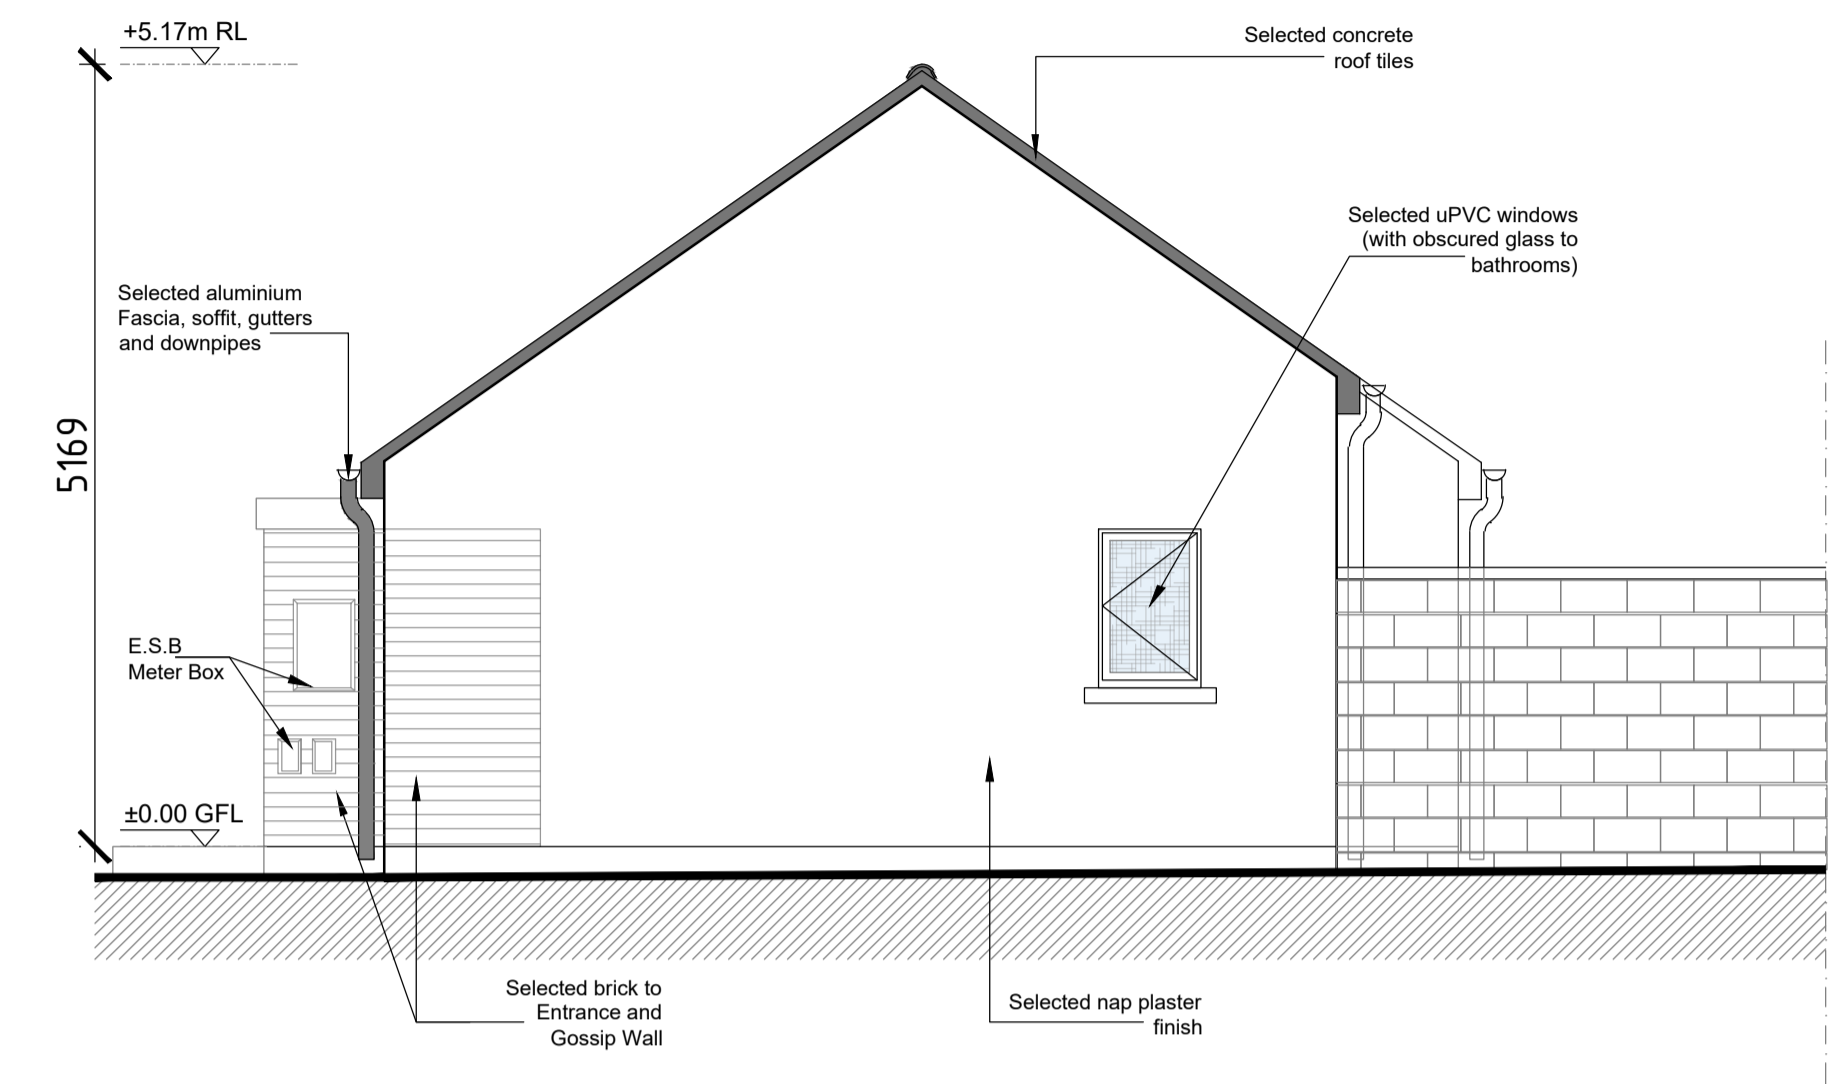 +5.17m RL
Selected concrete
roof tiles
Selected uPVC windows
(with obscured glass to
bathrooms)
Selected aluminium
Fascia, soffit, gutters
and downpipes
5169
E.S.B
Meter Box
±0.00 GFL
Selected brick to
Entrance and
Gossip Wall
Selected nap plaster
finish